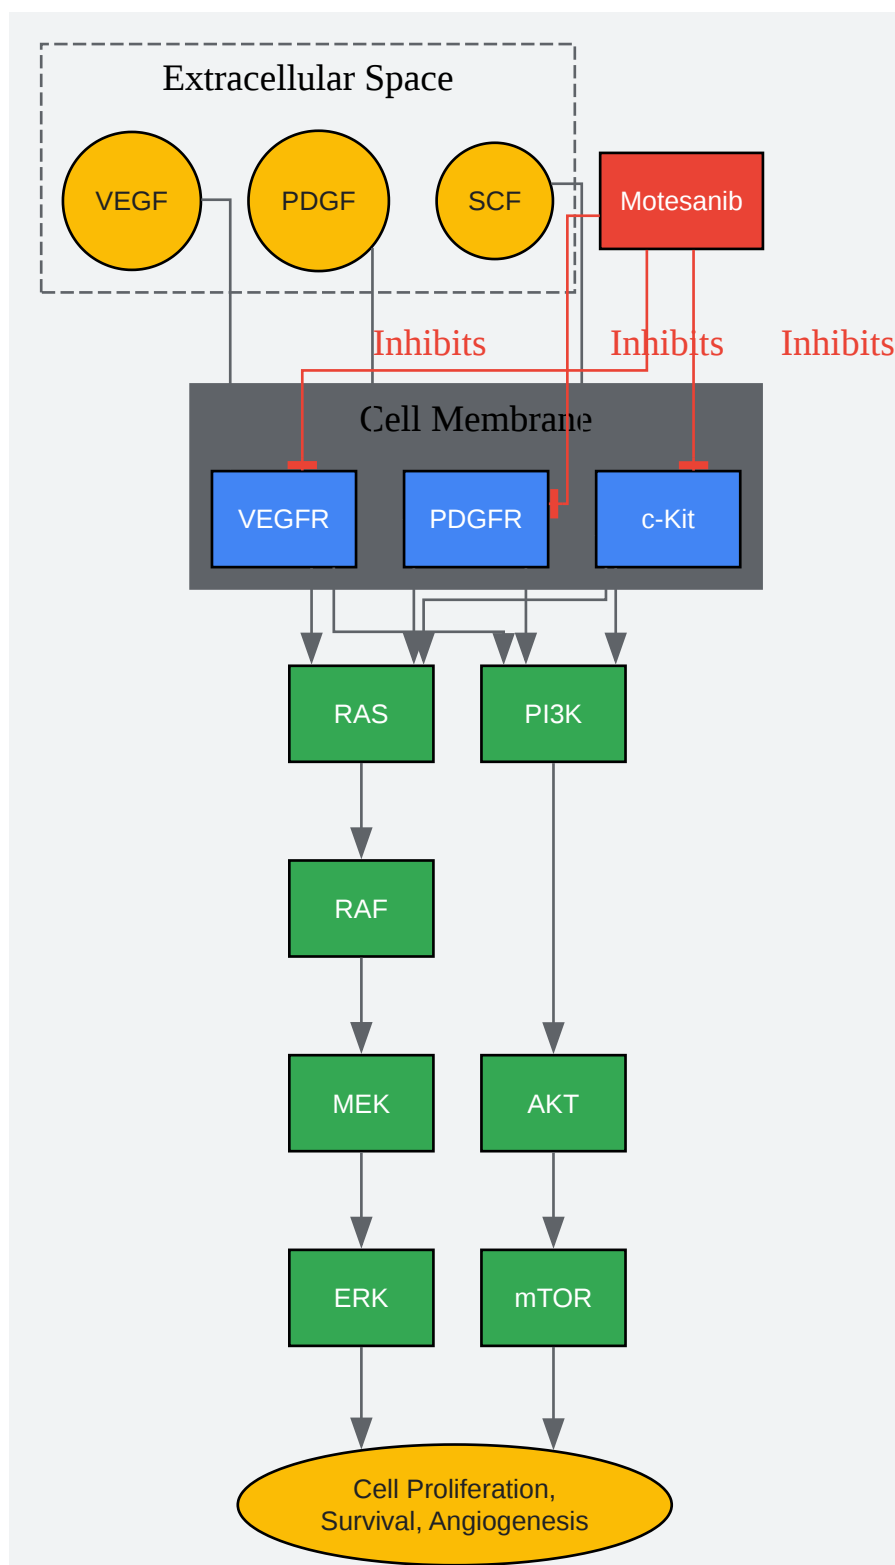 Extracellular Space
VEGF
PDGF
SCF
Motesanib
Inhibits
Inhibits
Inhibits
Cell Membrane
VEGFR
PDGFR
c-Kit
RAS
PI3K
RAF
MEK
AKT
ERK
mTOR
Cell Proliferation,
Survival, Angiogenesis